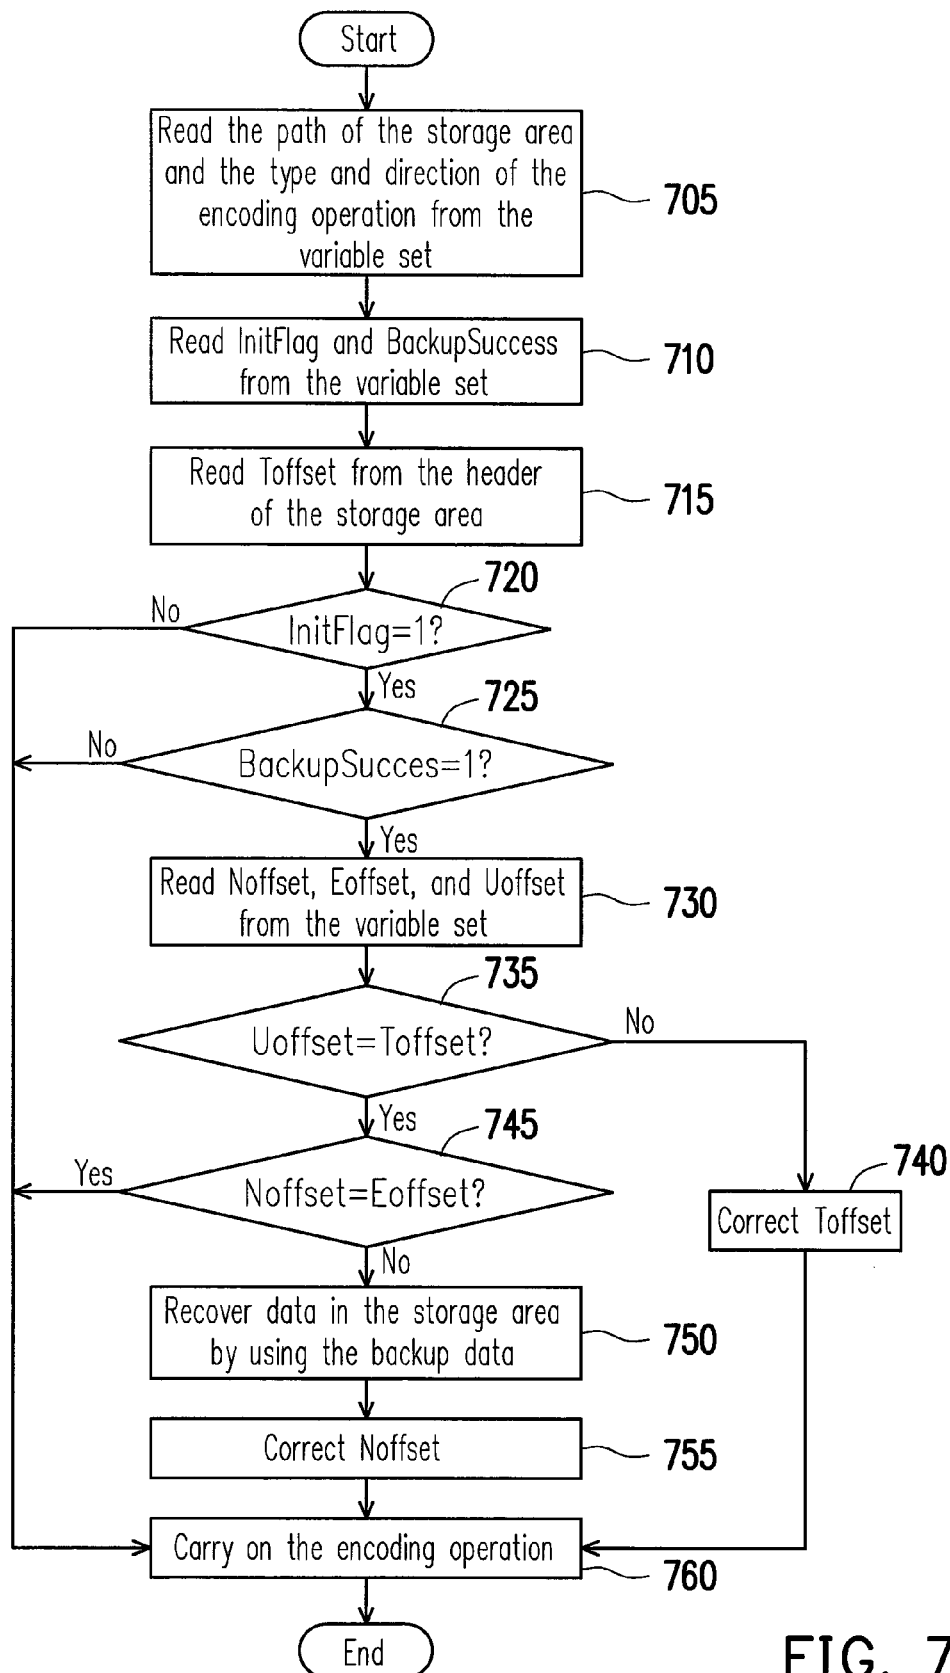 Start
Read the path of the storage area
and the type and direction of the
encoding operation from the
variable set
705
Read InitFlag and BackupSuccess
from the variable set
710
Read Toffset from the header
of the storage area
715
720
No
InitFlag=1?
Yes
725
No
BackupSucces=1?
Yes
Read Noffset, Eoffset, and Uoffset
from the variable set
730
735
No
Uoffset=Toffset?
Yes
745
Yes
Noffset=Eoffset?
740
Correct Toffset
No
Recover data in the storage area
by using the backup data
750
Correct Noffset
755
Carry on the encoding operation
760
End
FIG. 7